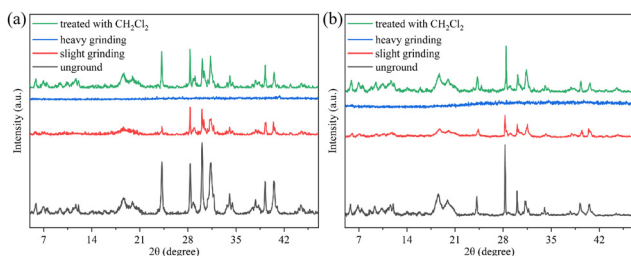 (a)
treated with CH₂Cl₂
heavy grinding
slight grinding
unground
Intensity (a.u.)
7 14 21 28 35 42
2θ (degree)
(b)
treated with CH₂Cl₂
heavy grinding
slight grinding
unground
Intensity (a.u.)
7 14 21 28 35 42
2θ (degree)